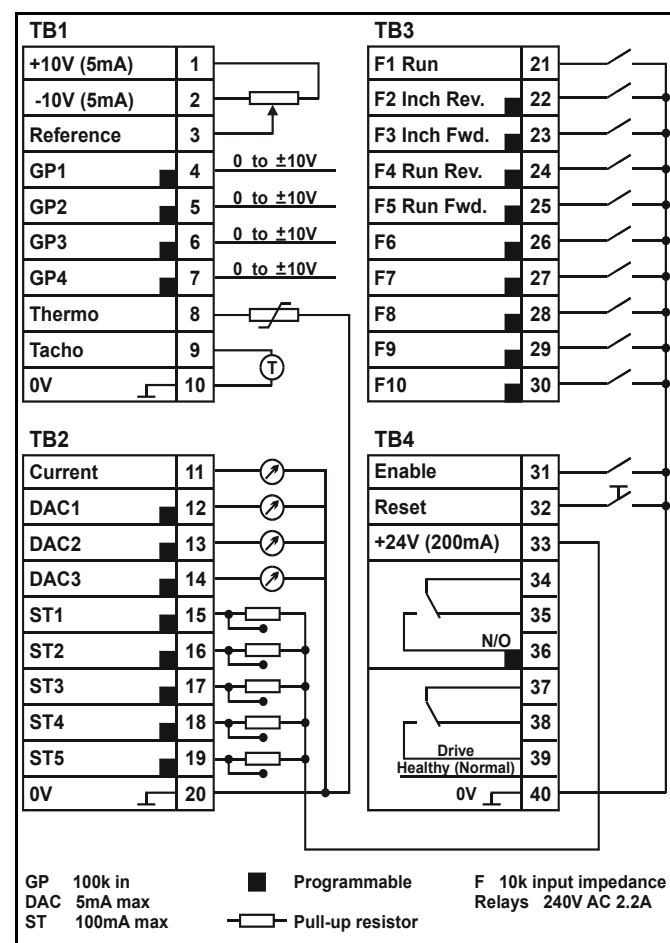 TB1
+10V (5mA) 1
-10V (5mA) 2
Reference 3
GP1 4 0 to ±10V
GP2 5 0 to ±10V
GP3 6 0 to ±10V
GP4 7 0 to ±10V
Thermo 8
Tacho 9 T
0V 10
TB2
Current 11
DAC1 12
DAC2 13
DAC3 14
ST1 15
ST2 16
ST3 17
ST4 18
ST5 19
0V 20
TB3
F1 Run 21
F2 Inch Rev. 22
F3 Inch Fwd. 23
F4 Run Rev. 24
F5 Run Fwd. 25
F6 26
F7 27
F8 28
F9 29
F10 30
TB4
Enable 31
Reset 32
+24V (200mA) 33
34
35
N/O 36
37
38
Drive
Healthy (Normal) 39
0V 40
GP 100k in
DAC 5mA max
ST 100mA max
Programmable
Pull-up resistor
F 10k input impedance
Relays 240V AC 2.2A